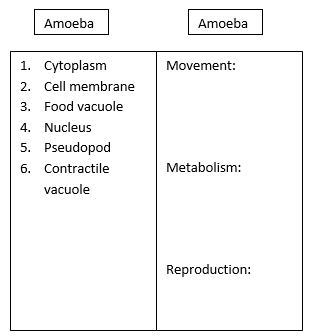 Amoeba
Amoeba
1. Cytoplasm
2. Cell membrane
3. Food vacuole
4. Nucleus
5. Pseudopod
6. Contractile
vacuole
Movement:
Metabolism:
Reproduction: